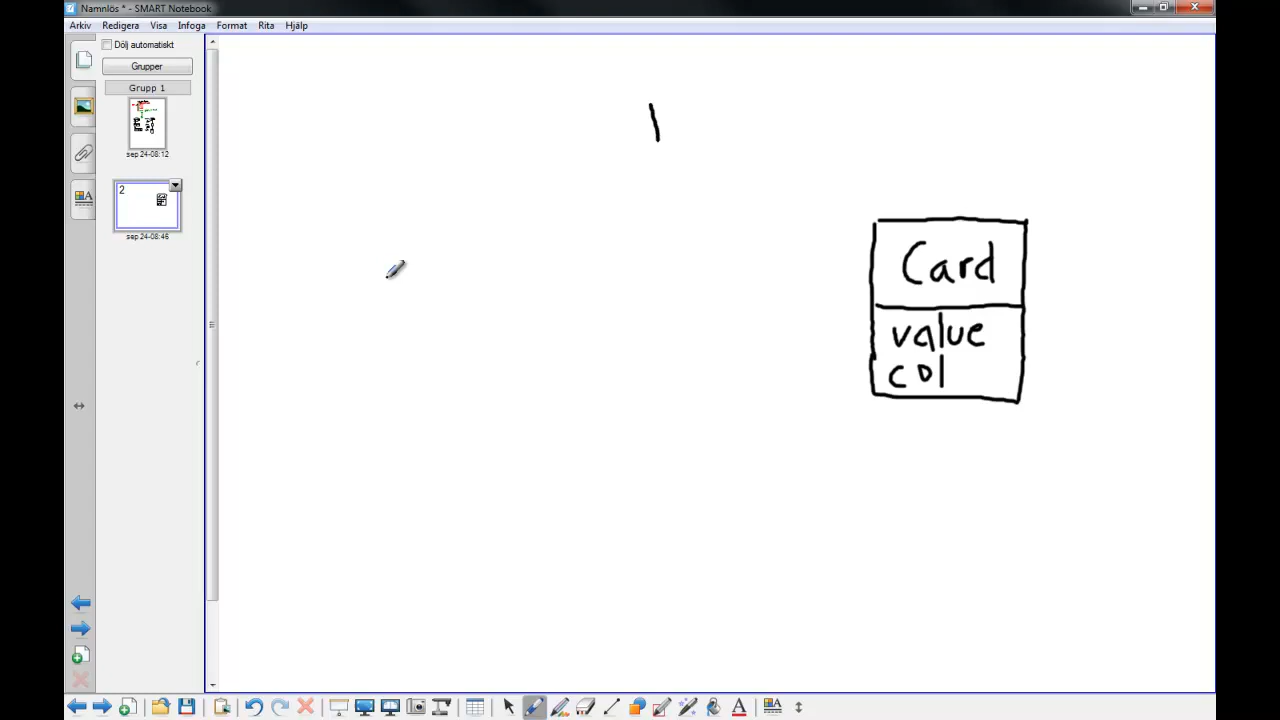 Namnlös * - SMART Notebook
Arkiv Redigera Visa Infoga Format Rita Hjälp
Dölj automatiskt
Grupper
Grupp 1
sep 24-08:12
2
sep 24-08:46
Card
value
col